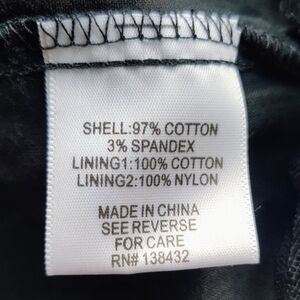 SHELL:97% COTTON
3% SPANDEX
LINING1:100% COTTON
LINING2:100% NYLON
MADE IN CHINA
SEE REVERSE
FOR CARE
RN# 138432